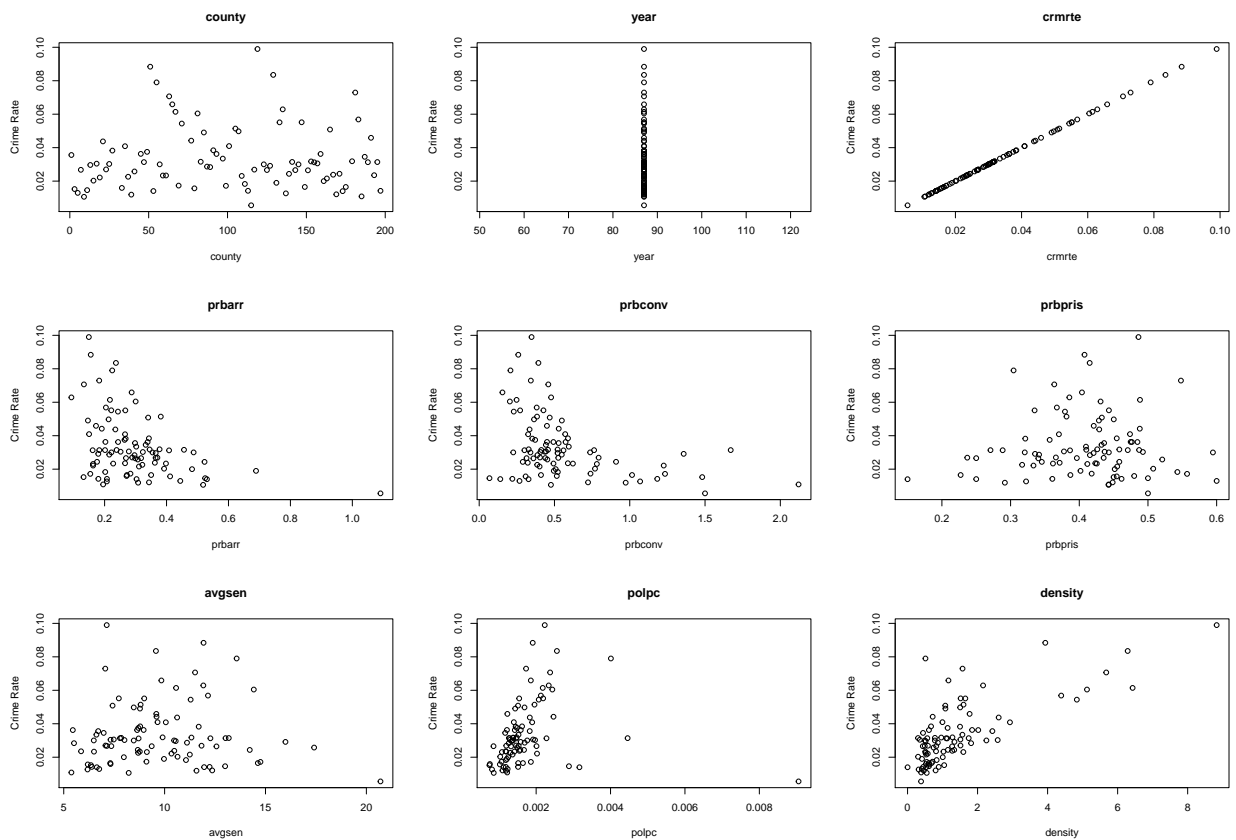 county year crmrte
Crime Rate 0.02 0.04 0.06 0.08 0.10 Crime Rate 0.02 0.04 0.06 0.08 0.10 Crime Rate 0.02 0.04 0.06 0.08 0.10
0 50 100 150 200 50 60 70 80 90 100 110 120 0.02 0.04 0.06 0.08 0.10
county year crmrte
prbarr prbconv prbpris
Crime Rate 0.02 0.04 0.06 0.08 0.10 Crime Rate 0.02 0.04 0.06 0.08 0.10 Crime Rate 0.02 0.04 0.06 0.08 0.10
0.2 0.4 0.6 0.8 1.0 0.0 0.5 1.0 1.5 2.0 0.2 0.3 0.4 0.5 0.6
prbarr prbconv prbpris
avgsen polpc density
Crime Rate 0.02 0.04 0.06 0.08 0.10 Crime Rate 0.02 0.04 0.06 0.08 0.10 Crime Rate 0.02 0.04 0.06 0.08 0.10
5 10 15 20 0.002 0.004 0.006 0.008 0 2 4 6 8
avgsen polpc density